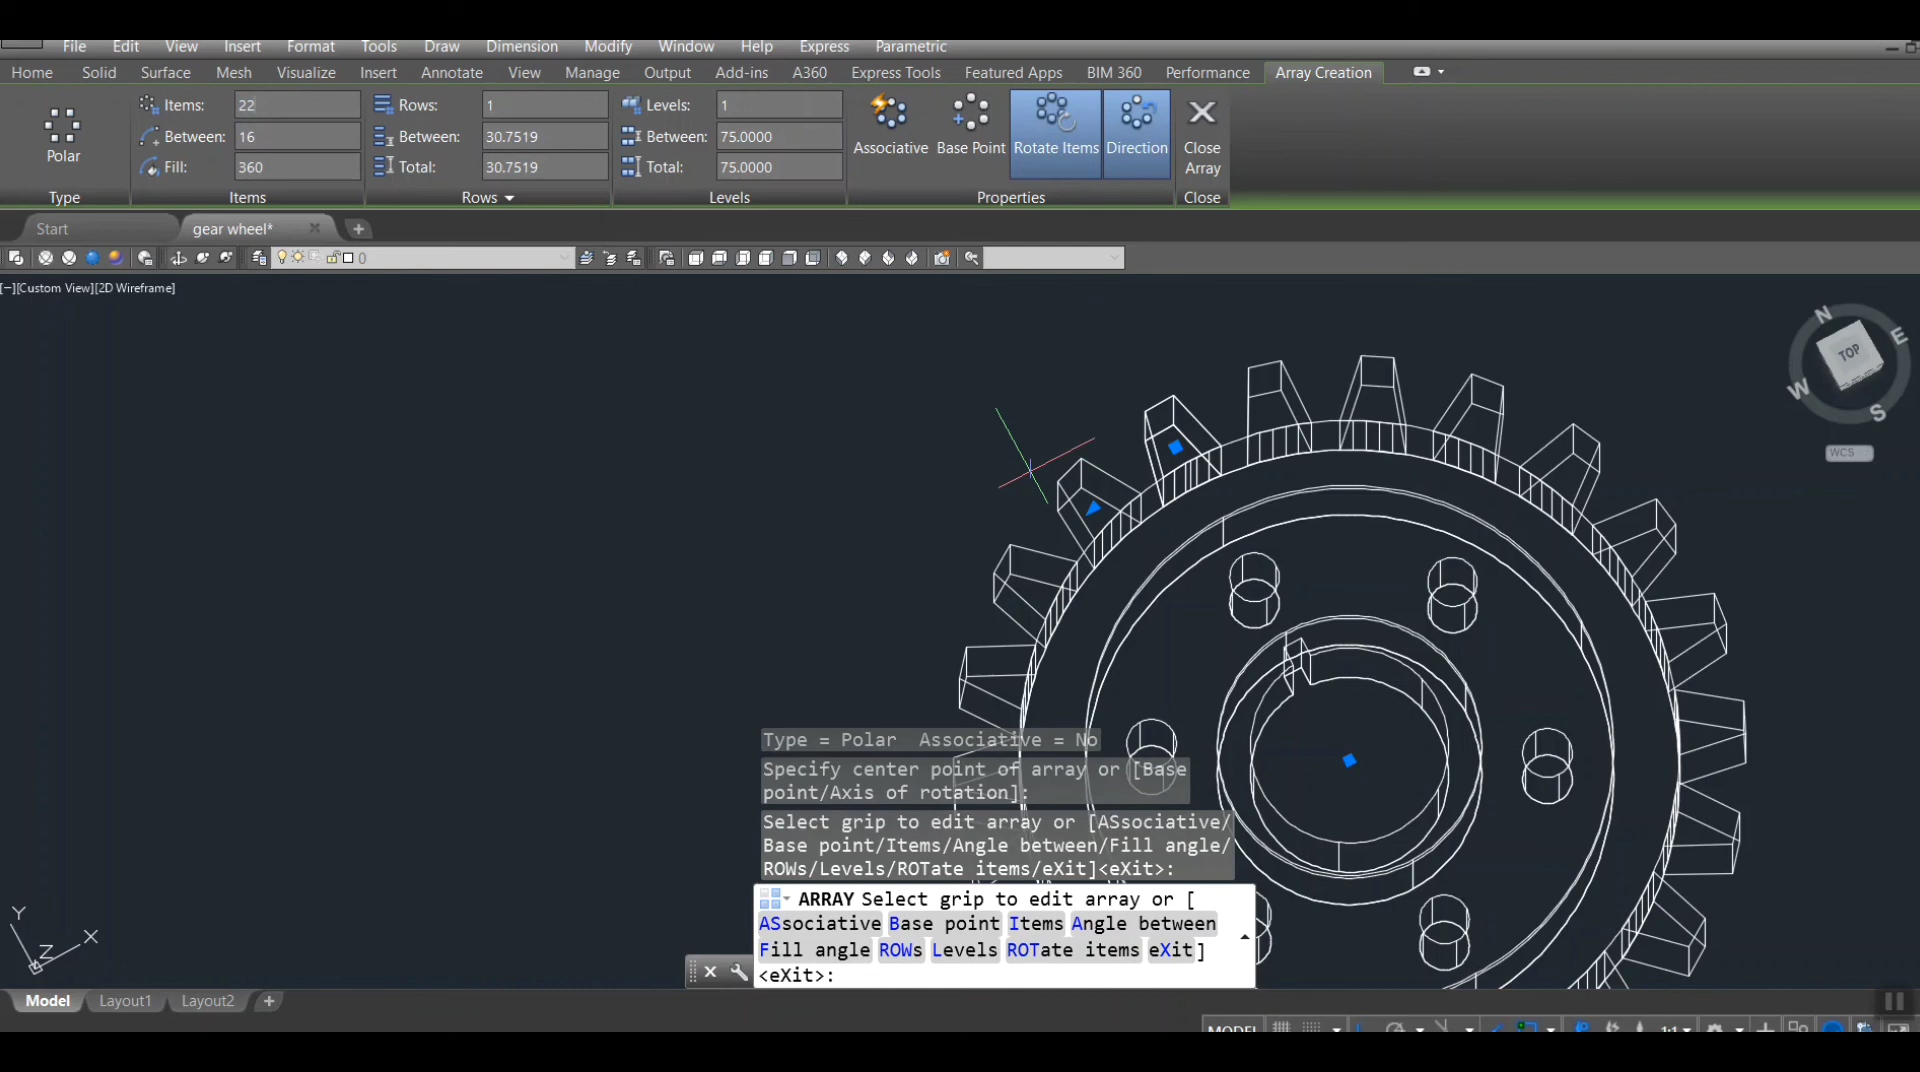 File Edit View Insert Format Tools Draw Dimension Modify Window Help Express Parametric
Home Solid Surface Mesh Visualize Insert Annotate View Manage Output Add-ins A360 Express Tools Featured Apps BIM 360 Performance Array Creation
Items: 22 Rows: 1 Levels: 1
Between: 16 Between: 30.7519 Between: 75.0000
Polar Associative Base Point Rotate Items Direction Close Array
Fill: 360 Total: 30.7519 Total: 75.0000
Type Items Rows Levels Properties Close
Start gear wheel*
0
[−][Custom View][2D Wireframe]
N
E
TOP
W
S
WCS
Type = Polar Associative = No
Specify center point of array or [Base
point/Axis of rotation]:
Select grip to edit array or [ASsociative/
Base point/Items/Angle between/Fill angle/
ROWs/Levels/ROTate items/eXit]<eXit>:
ARRAY Select grip to edit array or [
ASsociative Base point Items Angle between
Fill angle ROWs Levels ROTate items eXit]
<eXit>:
Y
X
Z
Model Layout1 Layout2
MODEL 1:1